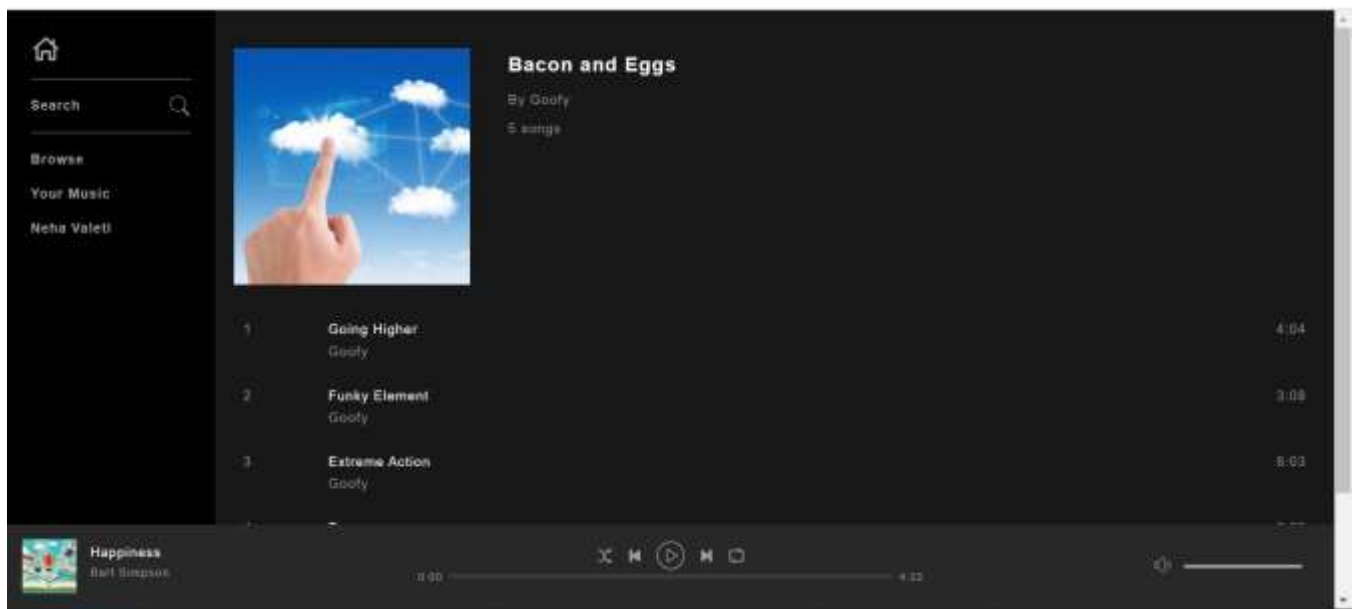 Search
Browse
Your Music
Neha Valeti
Bacon and Eggs
By Goofy
5 songs
1 Going Higher 4:04
Goofy
2 Funky Element 3:08
Goofy
3 Extreme Action 8:03
Goofy
Happiness
Bart Simpson
0:00 4:22